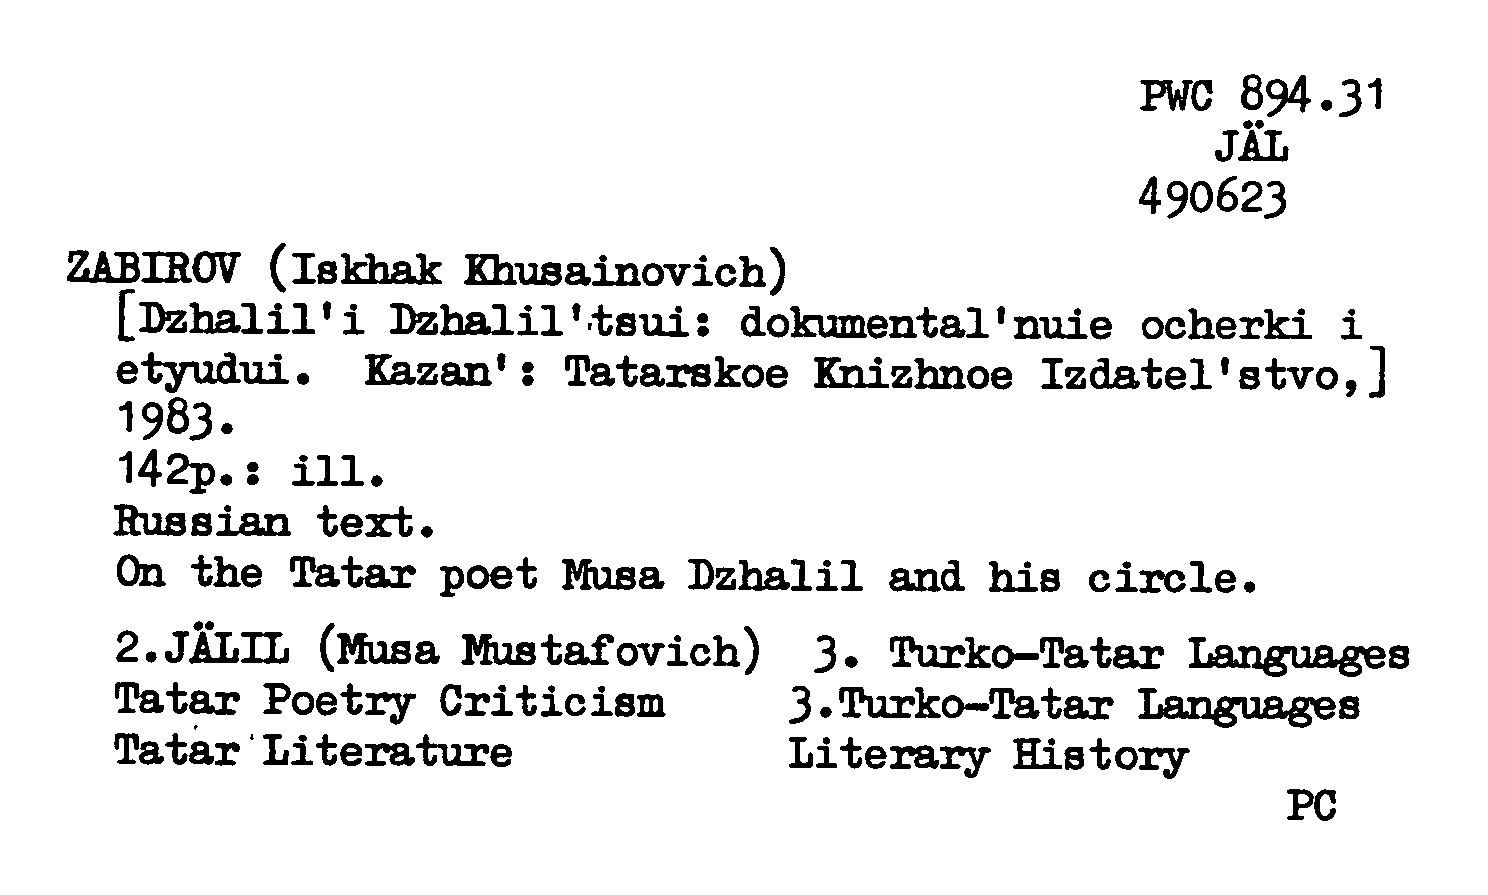 PWC 894.31
JÄL
490623
ZABIROV (Iskhak Khusainovich)
[Dzhalil'i Dzhalil'tsui: dokumental'nuie ocherki i
etyudui. Kazan': Tatarskoe Knizhnoe Izdatel'stvo,]
1983.
142p.: ill.
Russian text.
On the Tatar poet Musa Dzhalil and his circle.
2.JÄLIL (Musa Mustafovich) 3. Turko-Tatar Languages
Tatar Poetry Criticism 3.Turko-Tatar Languages
Tatar Literature Literary History
PC